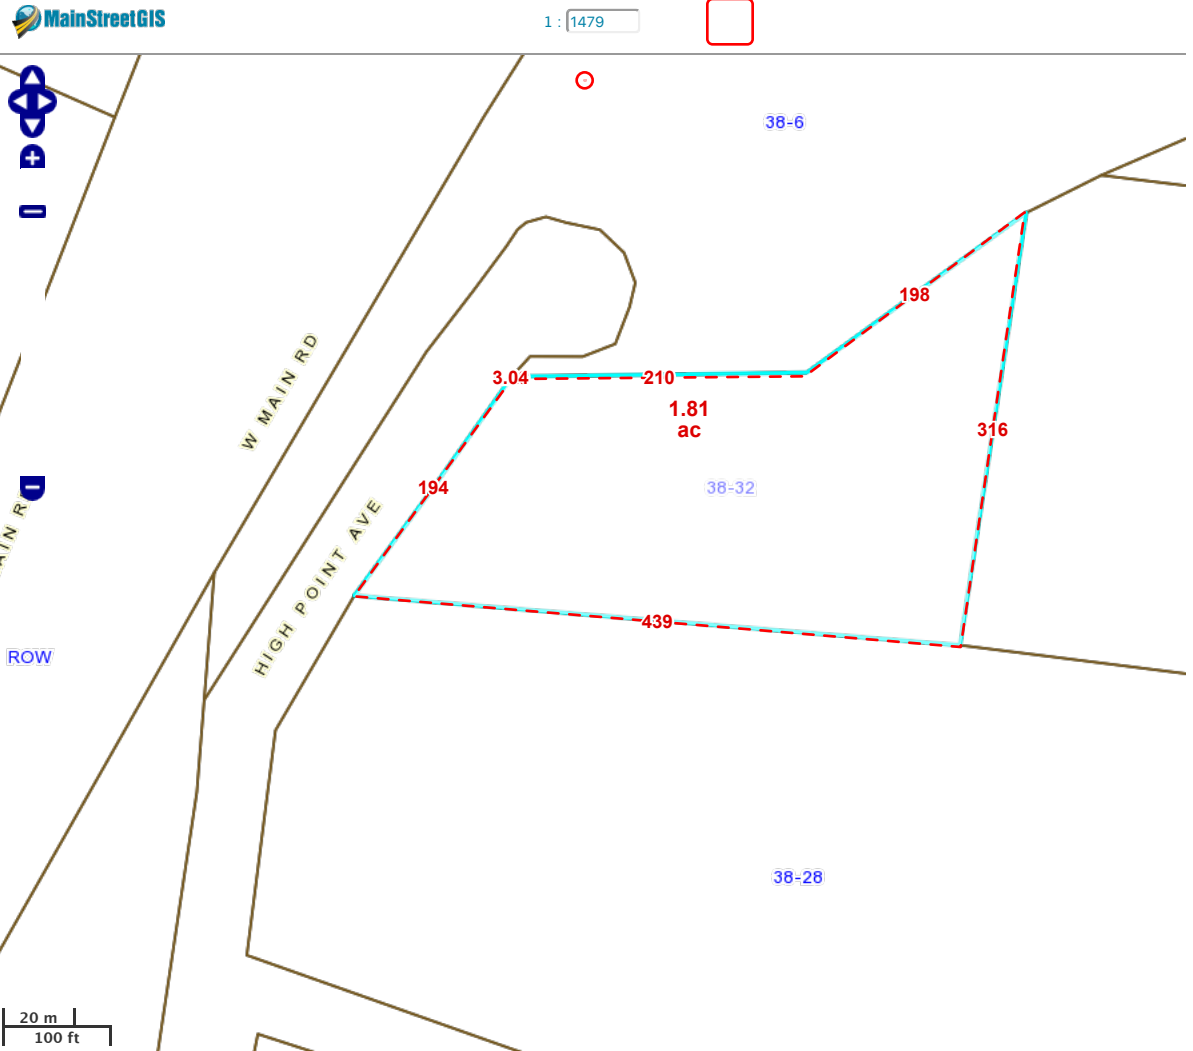 MainStreetGIS
1 : 1479
38-6
198
W MAIN RD
3.04
210
1.81
ac
316
194
38-32
HIGH POINT AVE
AIN R
439
ROW
38-28
20 m
100 ft